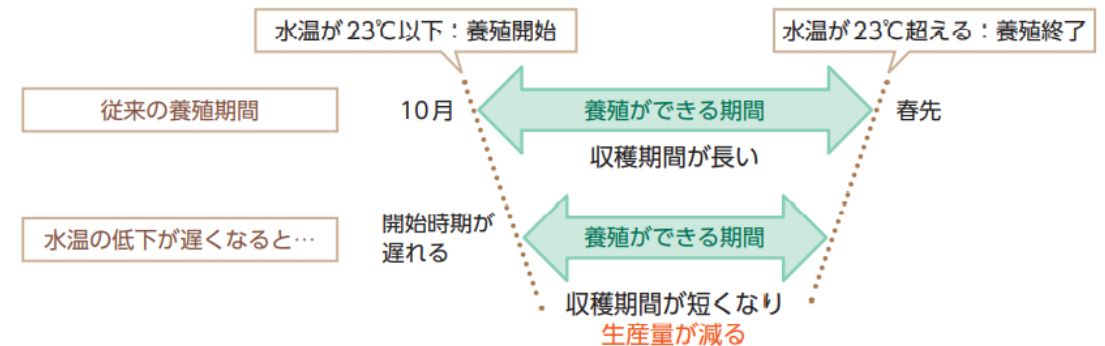 水温が23℃以下：養殖開始
水温が23℃超える：養殖終了
従来の養殖期間
10月
養殖ができる期間
春先
収穫期間が長い
水温の低下が遅くなると…
開始時期が
遅れる
養殖ができる期間
収穫期間が短くなり
生産量が減る